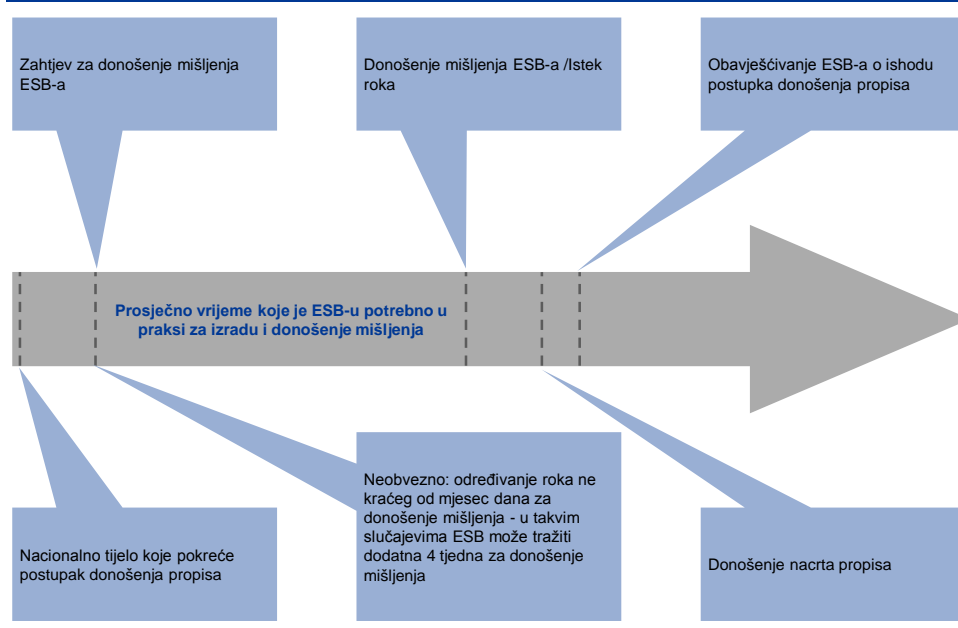 Zahtjev za donošenje mišljenja
ESB-a
Donošenje mišljenja ESB-a /Istek
roka
Obavješćivanje ESB-a o ishodu
postupka donošenja propisa
Prosječno vrijeme koje je ESB-u potrebno u
praksi za izradu i donošenje mišljenja
Nacionalno tijelo koje pokreće
postupak donošenja propisa
Neobvezno: određivanje roka ne
kraćeg od mjesec dana za
donošenje mišljenja - u takvim
slučajevima ESB može tražiti
dodatna 4 tjedna za donošenje
mišljenja
Donošenje nacrta propisa